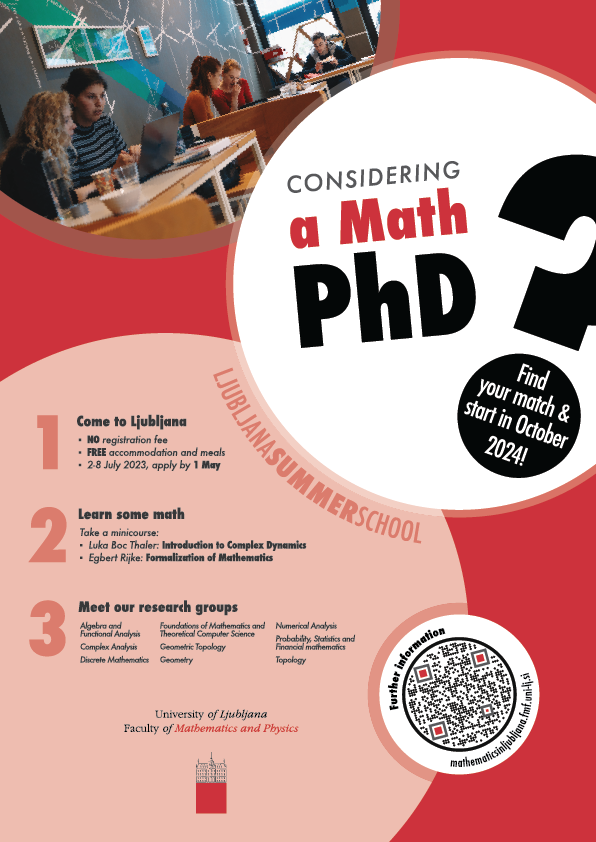 CONSIDERING
a Math
PhD?
Find
your match &
start in October
2024!
LJUBLJANASUMMERSCHOOL
1
Come to Ljubljana
• NO registration fee
• FREE accommodation and meals
• 2-8 July 2023, apply by 1 May
2
Learn some math
Take a minicourse:
• Luka Boc Thaler: Introduction to Complex Dynamics
• Egbert Rijke: Formalization of Mathematics
3
Meet our research groups
Algebra and
Functional Analysis
Complex Analysis
Discrete Mathematics
Foundations of Mathematics and
Theoretical Computer Science
Geometric Topology
Geometry
Numerical Analysis
Probability, Statistics and
Financial mathematics
Topology
Further information
mathematicsinljubljana.fmf.uni-lj.si
University of Ljubljana
Faculty of Mathematics and Physics